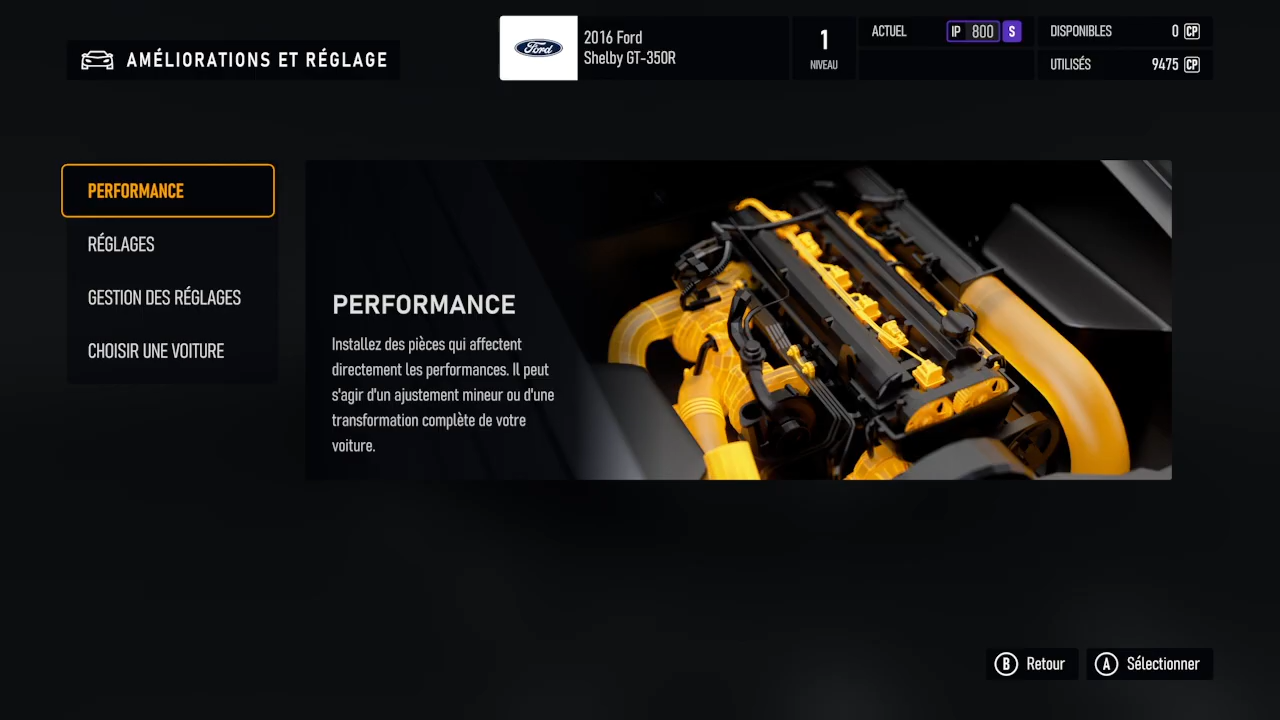 AMÉLIORATIONS ET RÉGLAGE
Ford
2016 Ford
Shelby GT-350R
1
NIVEAU
ACTUEL IP 800 S
DISPONIBLES 0 CP
UTILISÉS 9475 CP
PERFORMANCE
RÉGLAGES
GESTION DES RÉGLAGES
CHOISIR UNE VOITURE
PERFORMANCE
Installez des pièces qui affectent
directement les performances. Il peut
s'agir d'un ajustement mineur ou d'une
transformation complète de votre
voiture.
B Retour
A Sélectionner